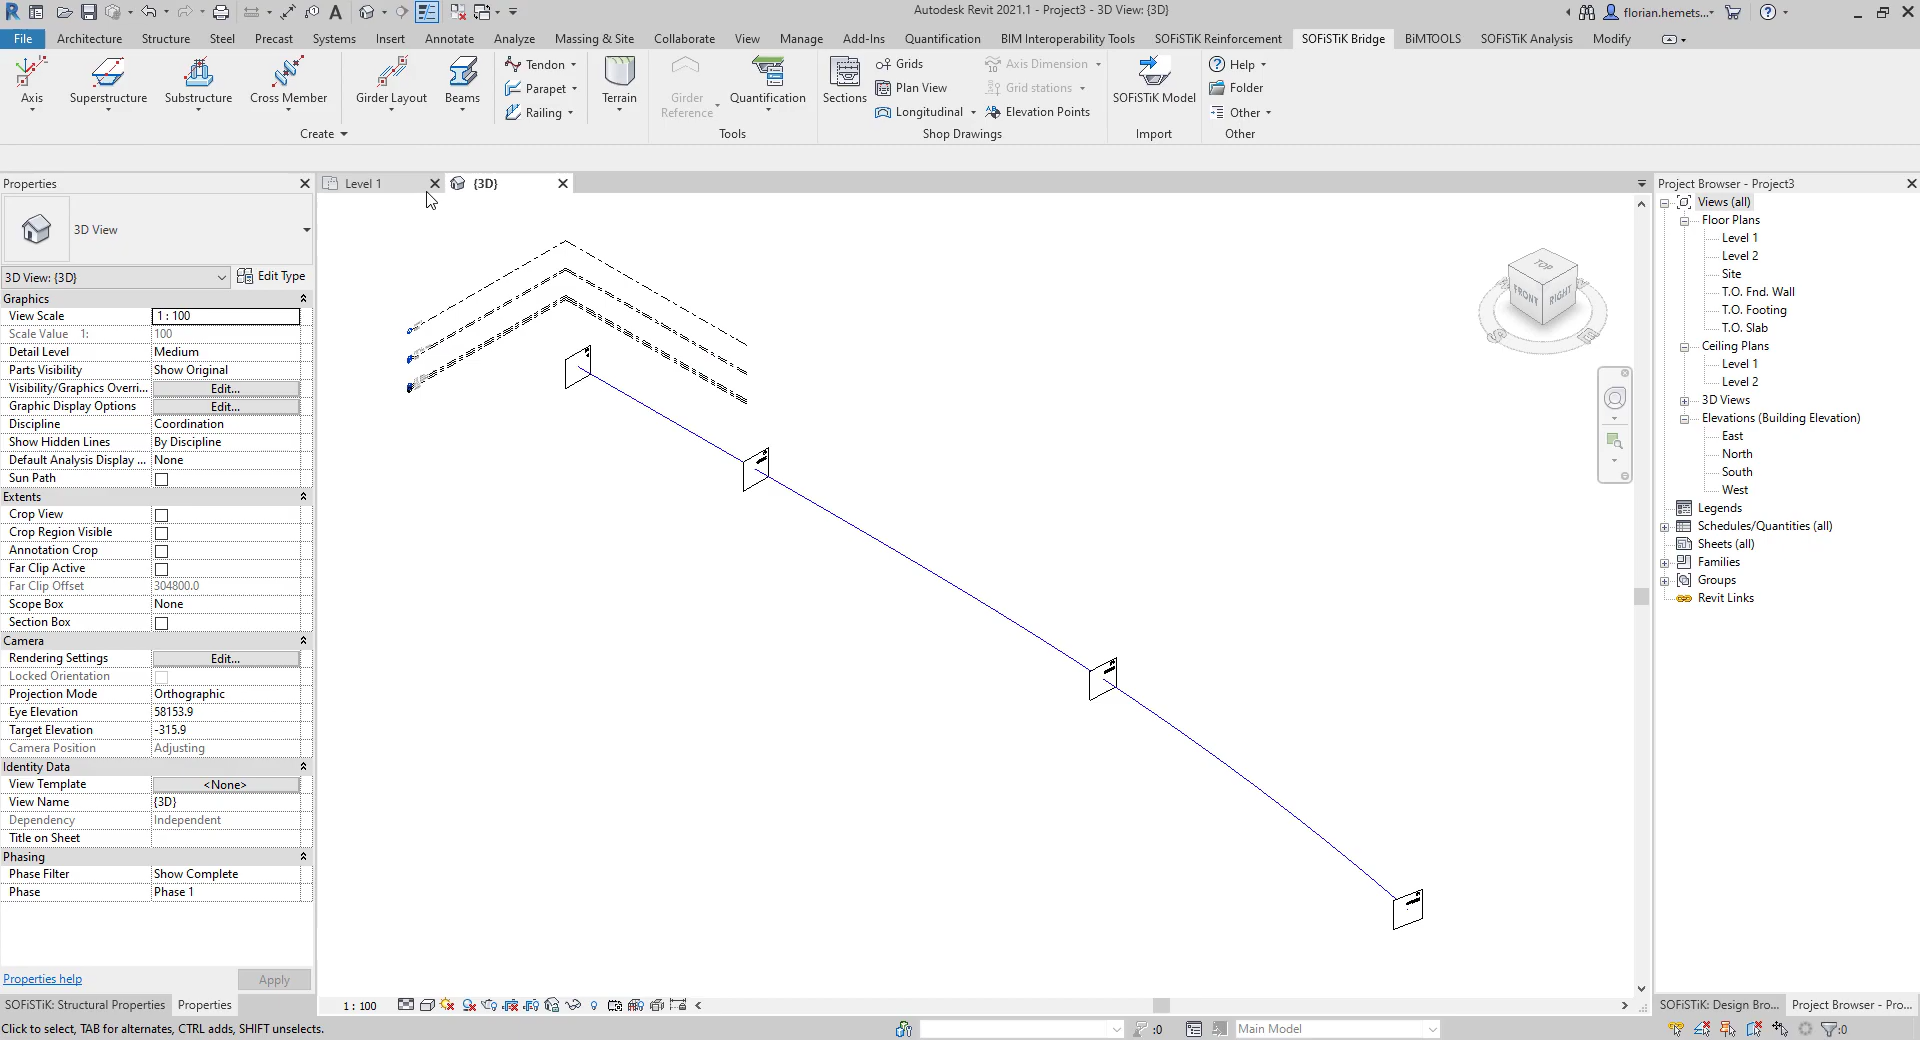 Autodesk Revit 2021.1 - Project3 - 3D View: {3D}
florian.hemets...
File Architecture Structure Steel Precast Systems Insert Annotate Analyze Massing & Site Collaborate View Manage Add-Ins Quantification BIM Interoperability Tools SOFiSTiK Reinforcement SOFiSTiK Bridge BiMTOOLS SOFiSTiK Analysis Modify
Axis
Superstructure
Substructure
Cross Member
Girder Layout
Beams
Tendon
Parapet
Railing
Create
Terrain
Girder
Reference
Quantification
Tools
Sections
Grids
Plan View
Longitudinal
Axis Dimension
Grid stations
Elevation Points
Shop Drawings
SOFiSTiK Model
Import
Help
Folder
Other
Other
Properties
3D View
3D View: {3D}
Edit Type
Graphics
View Scale 1 : 100
Scale Value 1: 100
Detail Level Medium
Parts Visibility Show Original
Visibility/Graphics Overri... Edit...
Graphic Display Options Edit...
Discipline Coordination
Show Hidden Lines By Discipline
Default Analysis Display ... None
Sun Path
Extents
Crop View
Crop Region Visible
Annotation Crop
Far Clip Active
Far Clip Offset 304800.0
Scope Box None
Section Box
Camera
Rendering Settings Edit...
Locked Orientation
Projection Mode Orthographic
Eye Elevation 58153.9
Target Elevation -315.9
Camera Position Adjusting
Identity Data
View Template <None>
View Name {3D}
Dependency Independent
Title on Sheet
Phasing
Phase Filter Show Complete
Phase Phase 1
Properties help
Apply
SOFiSTiK: Structural Properties
Properties
Level 1
{3D}
TOP
FRONT
RIGHT
S
E
1 : 100
Project Browser - Project3
Views (all)
Floor Plans
Level 1
Level 2
Site
T.O. Fnd. Wall
T.O. Footing
T.O. Slab
Ceiling Plans
Level 1
Level 2
3D Views
Elevations (Building Elevation)
East
North
South
West
Legends
Schedules/Quantities (all)
Sheets (all)
Families
Groups
Revit Links
SOFiSTiK: Design Bro...
Project Browser - Pro...
Click to select, TAB for alternates, CTRL adds, SHIFT unselects.
:0
Main Model
:0